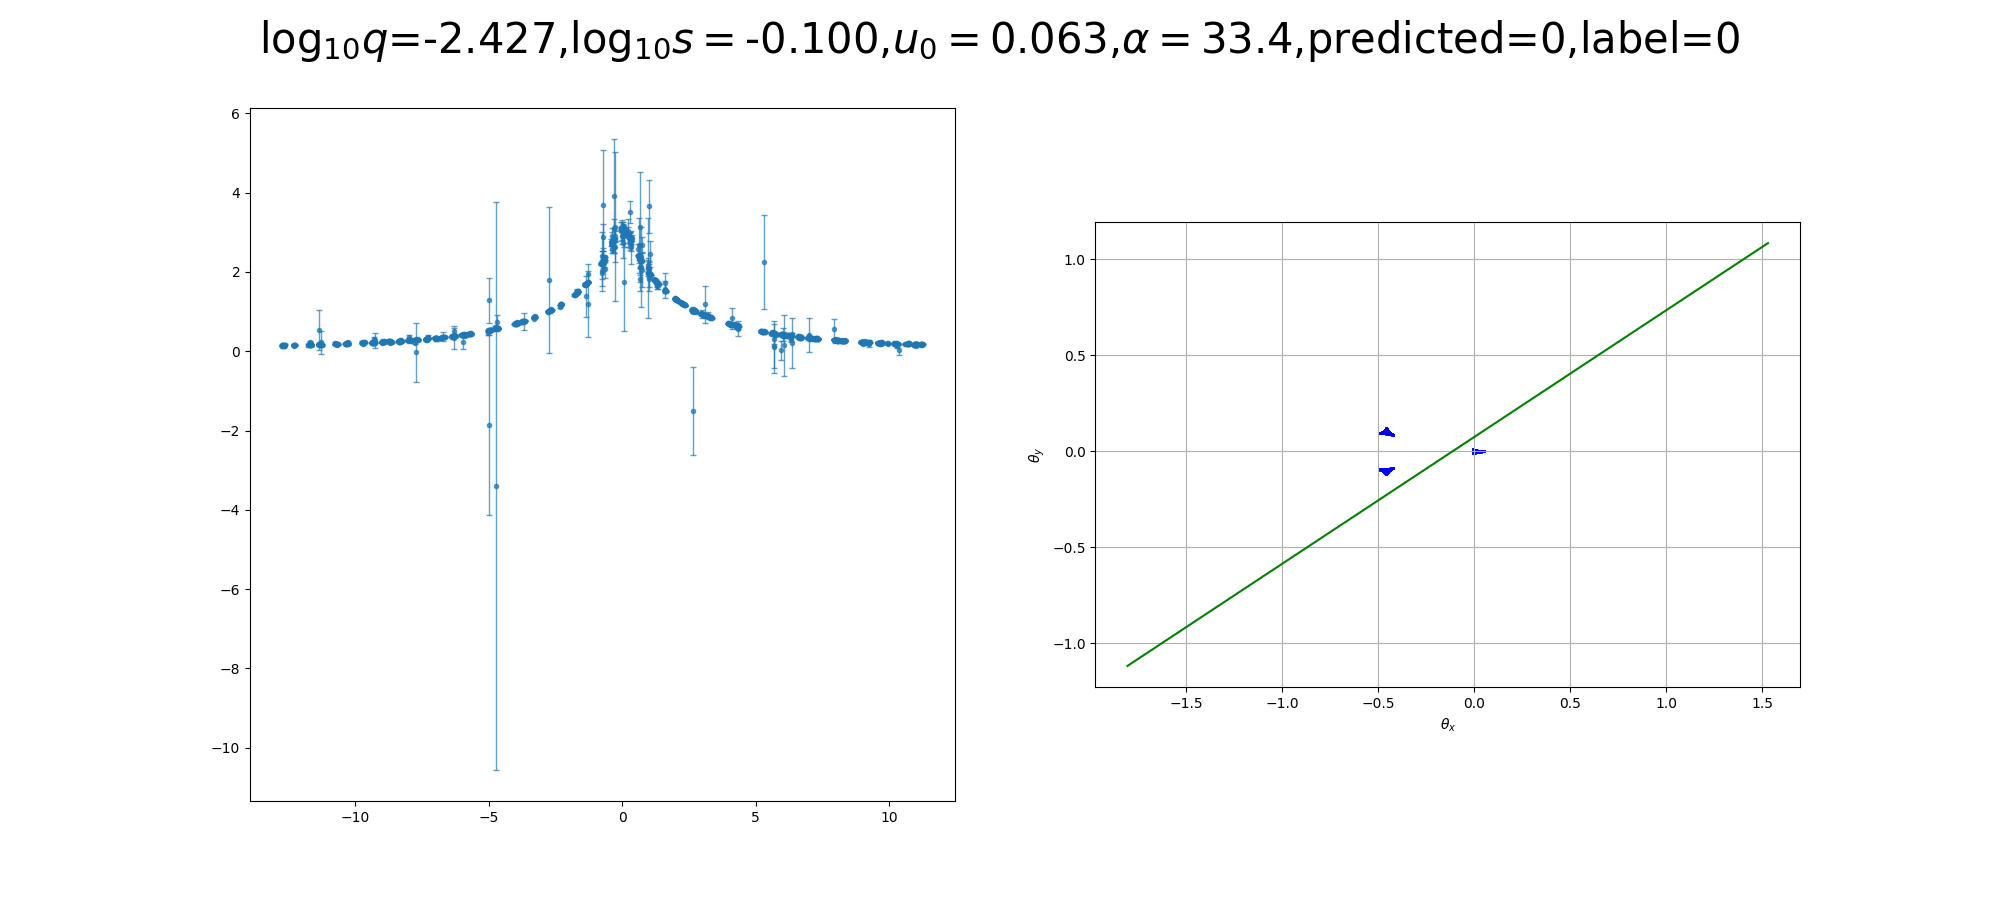 log₁₀q=-2.427,log₁₀s = -0.100,u₀ = 0.063,α = 33.4,predicted=0,label=0
6
4
2
0
−2
−4
−6
−8
−10
−10 −5 0 5 10
1.0
0.5
0.0
−0.5
−1.0
θy
−1.5 −1.0 −0.5 0.0 0.5 1.0 1.5
θx